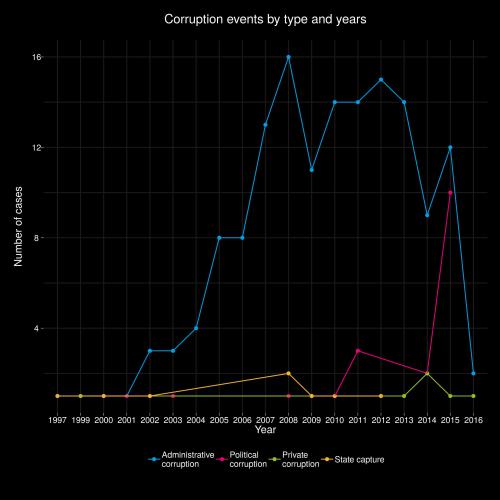 Corruption events by type and years
Number of cases
16
12
8
4
1997 1999 2000 2001 2002 2003 2004 2005 2006 2007 2008 2009 2010 2011 2012 2013 2014 2015 2016
Year
Administrative corruption
Political corruption
Private corruption
State capture